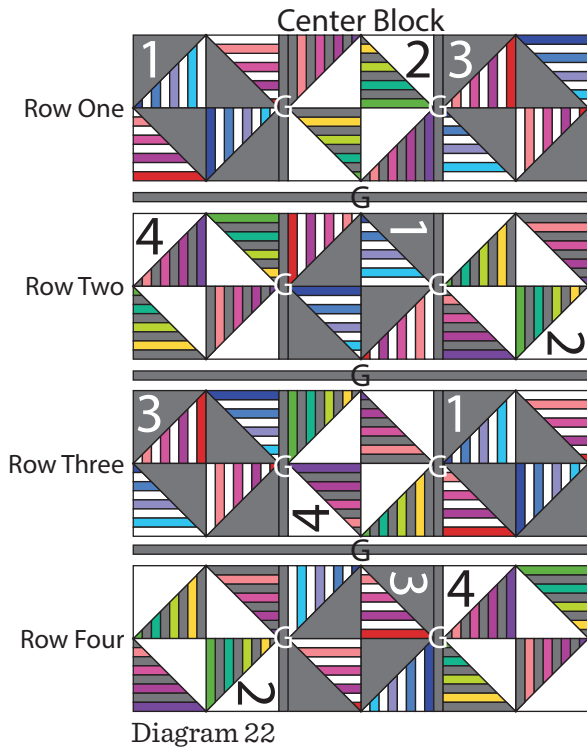 Center Block
1 2 3
Row One G G
G
4 1
Row Two G G
2
G
3 1
Row Three G G
4
G
3 4
Row Four G G
2
Diagram 22